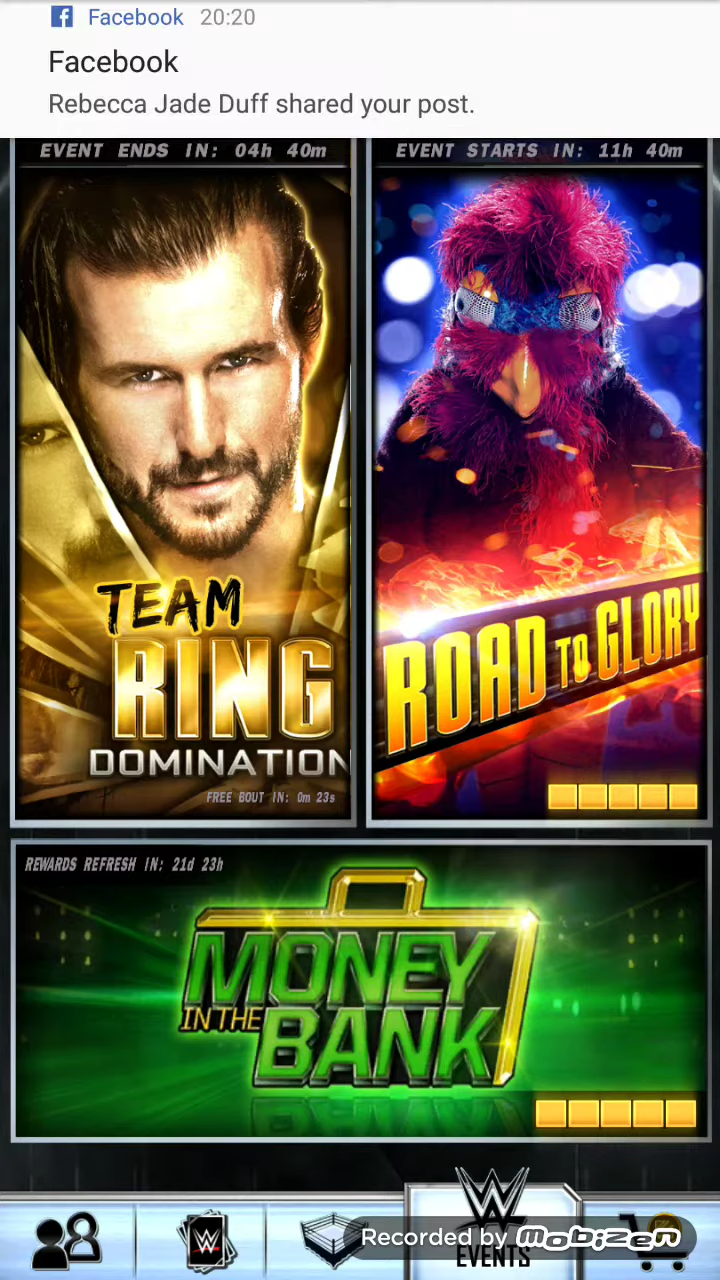 Facebook 20:20
Facebook
Rebecca Jade Duff shared your post.
EVENT ENDS IN: 04h 40m
TEAM
RING
DOMINATION
FREE BOUT IN: 0m 23s
EVENT STARTS IN: 11h 40m
ROAD TO GLORY
REWARDS REFRESH IN: 21d 23h
MONEY
IN THE
BANK
W
W
EVENTS
Recorded by mobizen